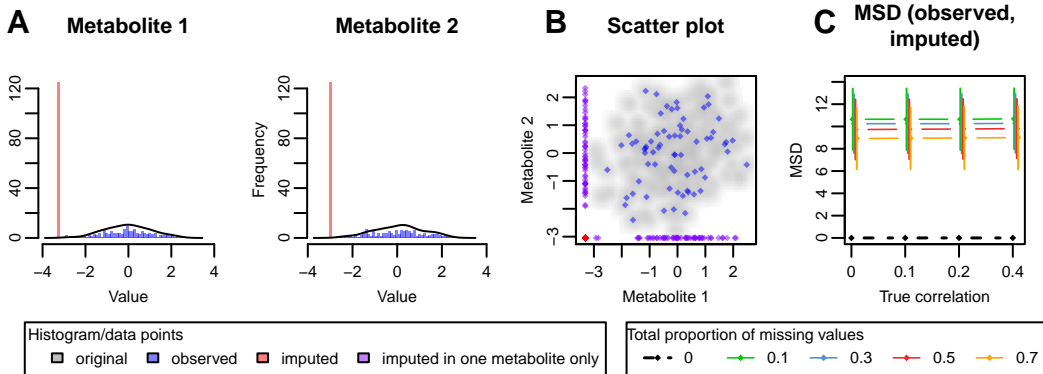 A
Metabolite 1
Metabolite 2
B
Scatter plot
C
MSD (observed,
imputed)
0
40
80
120
−4
−2
0
2
4
Value
Frequency
0
40
80
120
−4
−2
0
2
4
Value
Metabolite 2
−3
−1
0
1
2
−3
−1
0
1
2
Metabolite 1
MSD
0
2
4
8
12
0
0.1
0.2
0.4
True correlation
Histogram/data points
original observed imputed imputed in one metabolite only
Total proportion of missing values
0 0.1 0.3 0.5 0.7